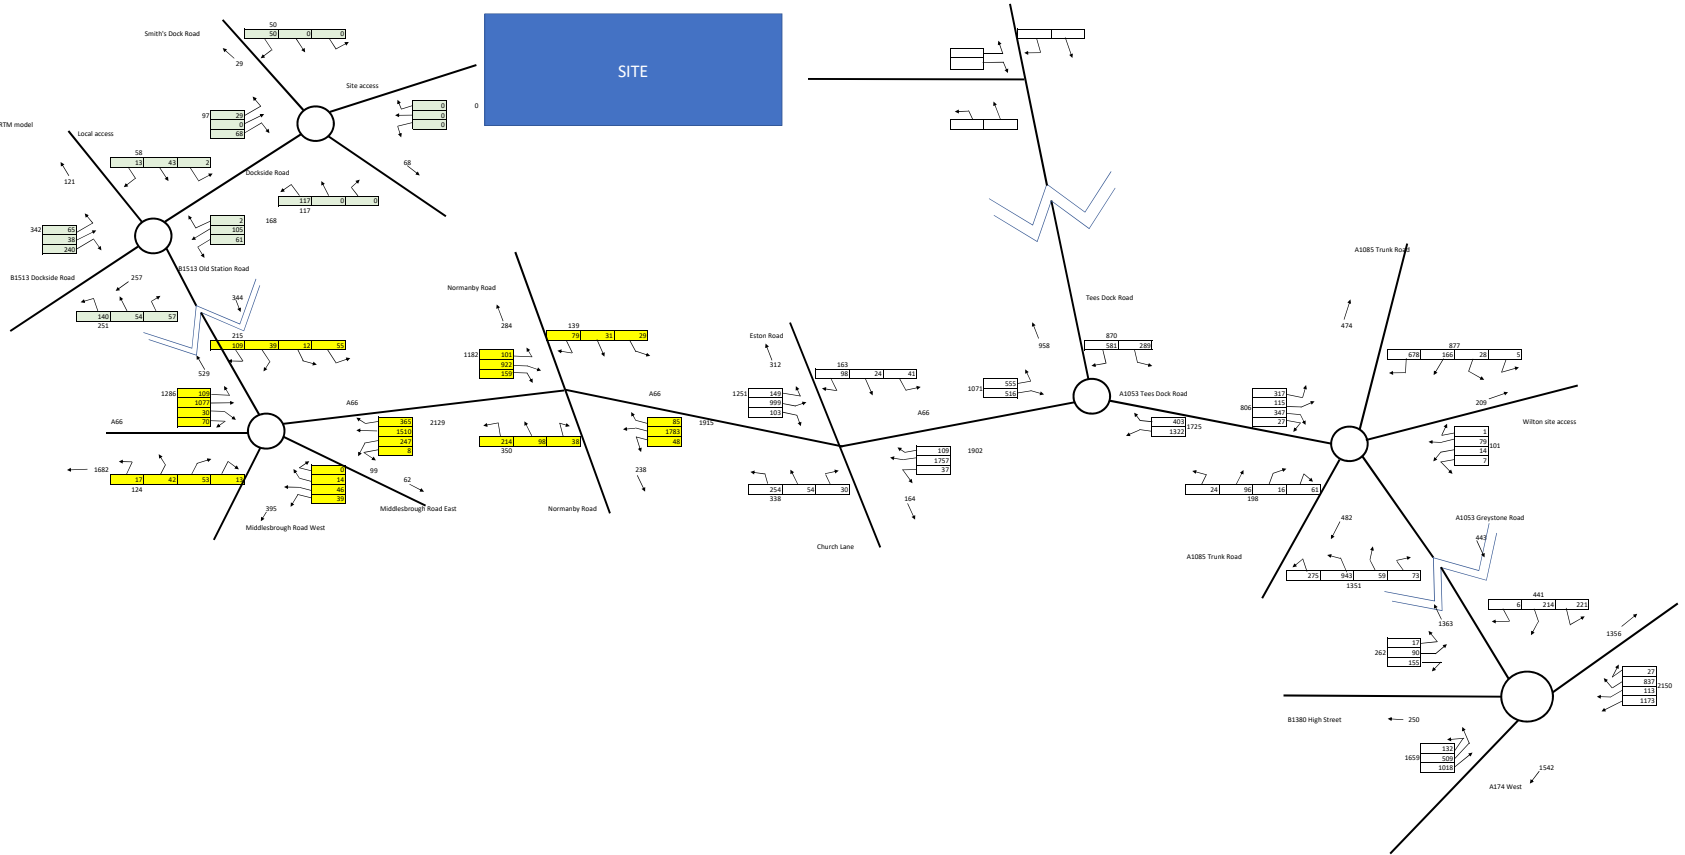 50
Smith's Dock Road
50 0 0
29
SITE
Site access
97 29
0
68
0
0
0
0
RTM model
Local access
58
13 43 2
68
Dockside Road
121
117 0 0
117
342 65
38
240
2
105
61
168
B1513 Old Station Road
B1513 Dockside Road
257
140 54 57
251
344
215
109 39 12 55
529
1286 109
1077
30
70
A66
A66
365
1510
247
8
2129
1682
17 42 53 13
124
0
14
46
39
99
62
395
Middlesbrough Road East
Middlesbrough Road West
Normanby Road
284
139
79 31 29
1182 101
922
159
A66
214 98 38
350
85
1783
48
1915
238
Normanby Road
Eston Road
312
163
98 24 41
1251 149
999
103
A66
254 54 30
338
109
1757
37
1902
164
Church Lane
Tees Dock Road
958
870
581 289
1071 555
516
A1053 Tees Dock Road
403
1322
1725
A1085 Trunk Road
474
877
678 166 28 5
806 317
115
347
27
209
Wilton site access
1
79
14
7
101
24 96 16 61
198
482
A1053 Greystone Road
443
A1085 Trunk Road
275 943 59 73
1351
441
6 214 221
1363
1356
262 17
90
155
27
837
113
1173
2150
B1380 High Street
250
1659 132
509
1018
1542
A174 West